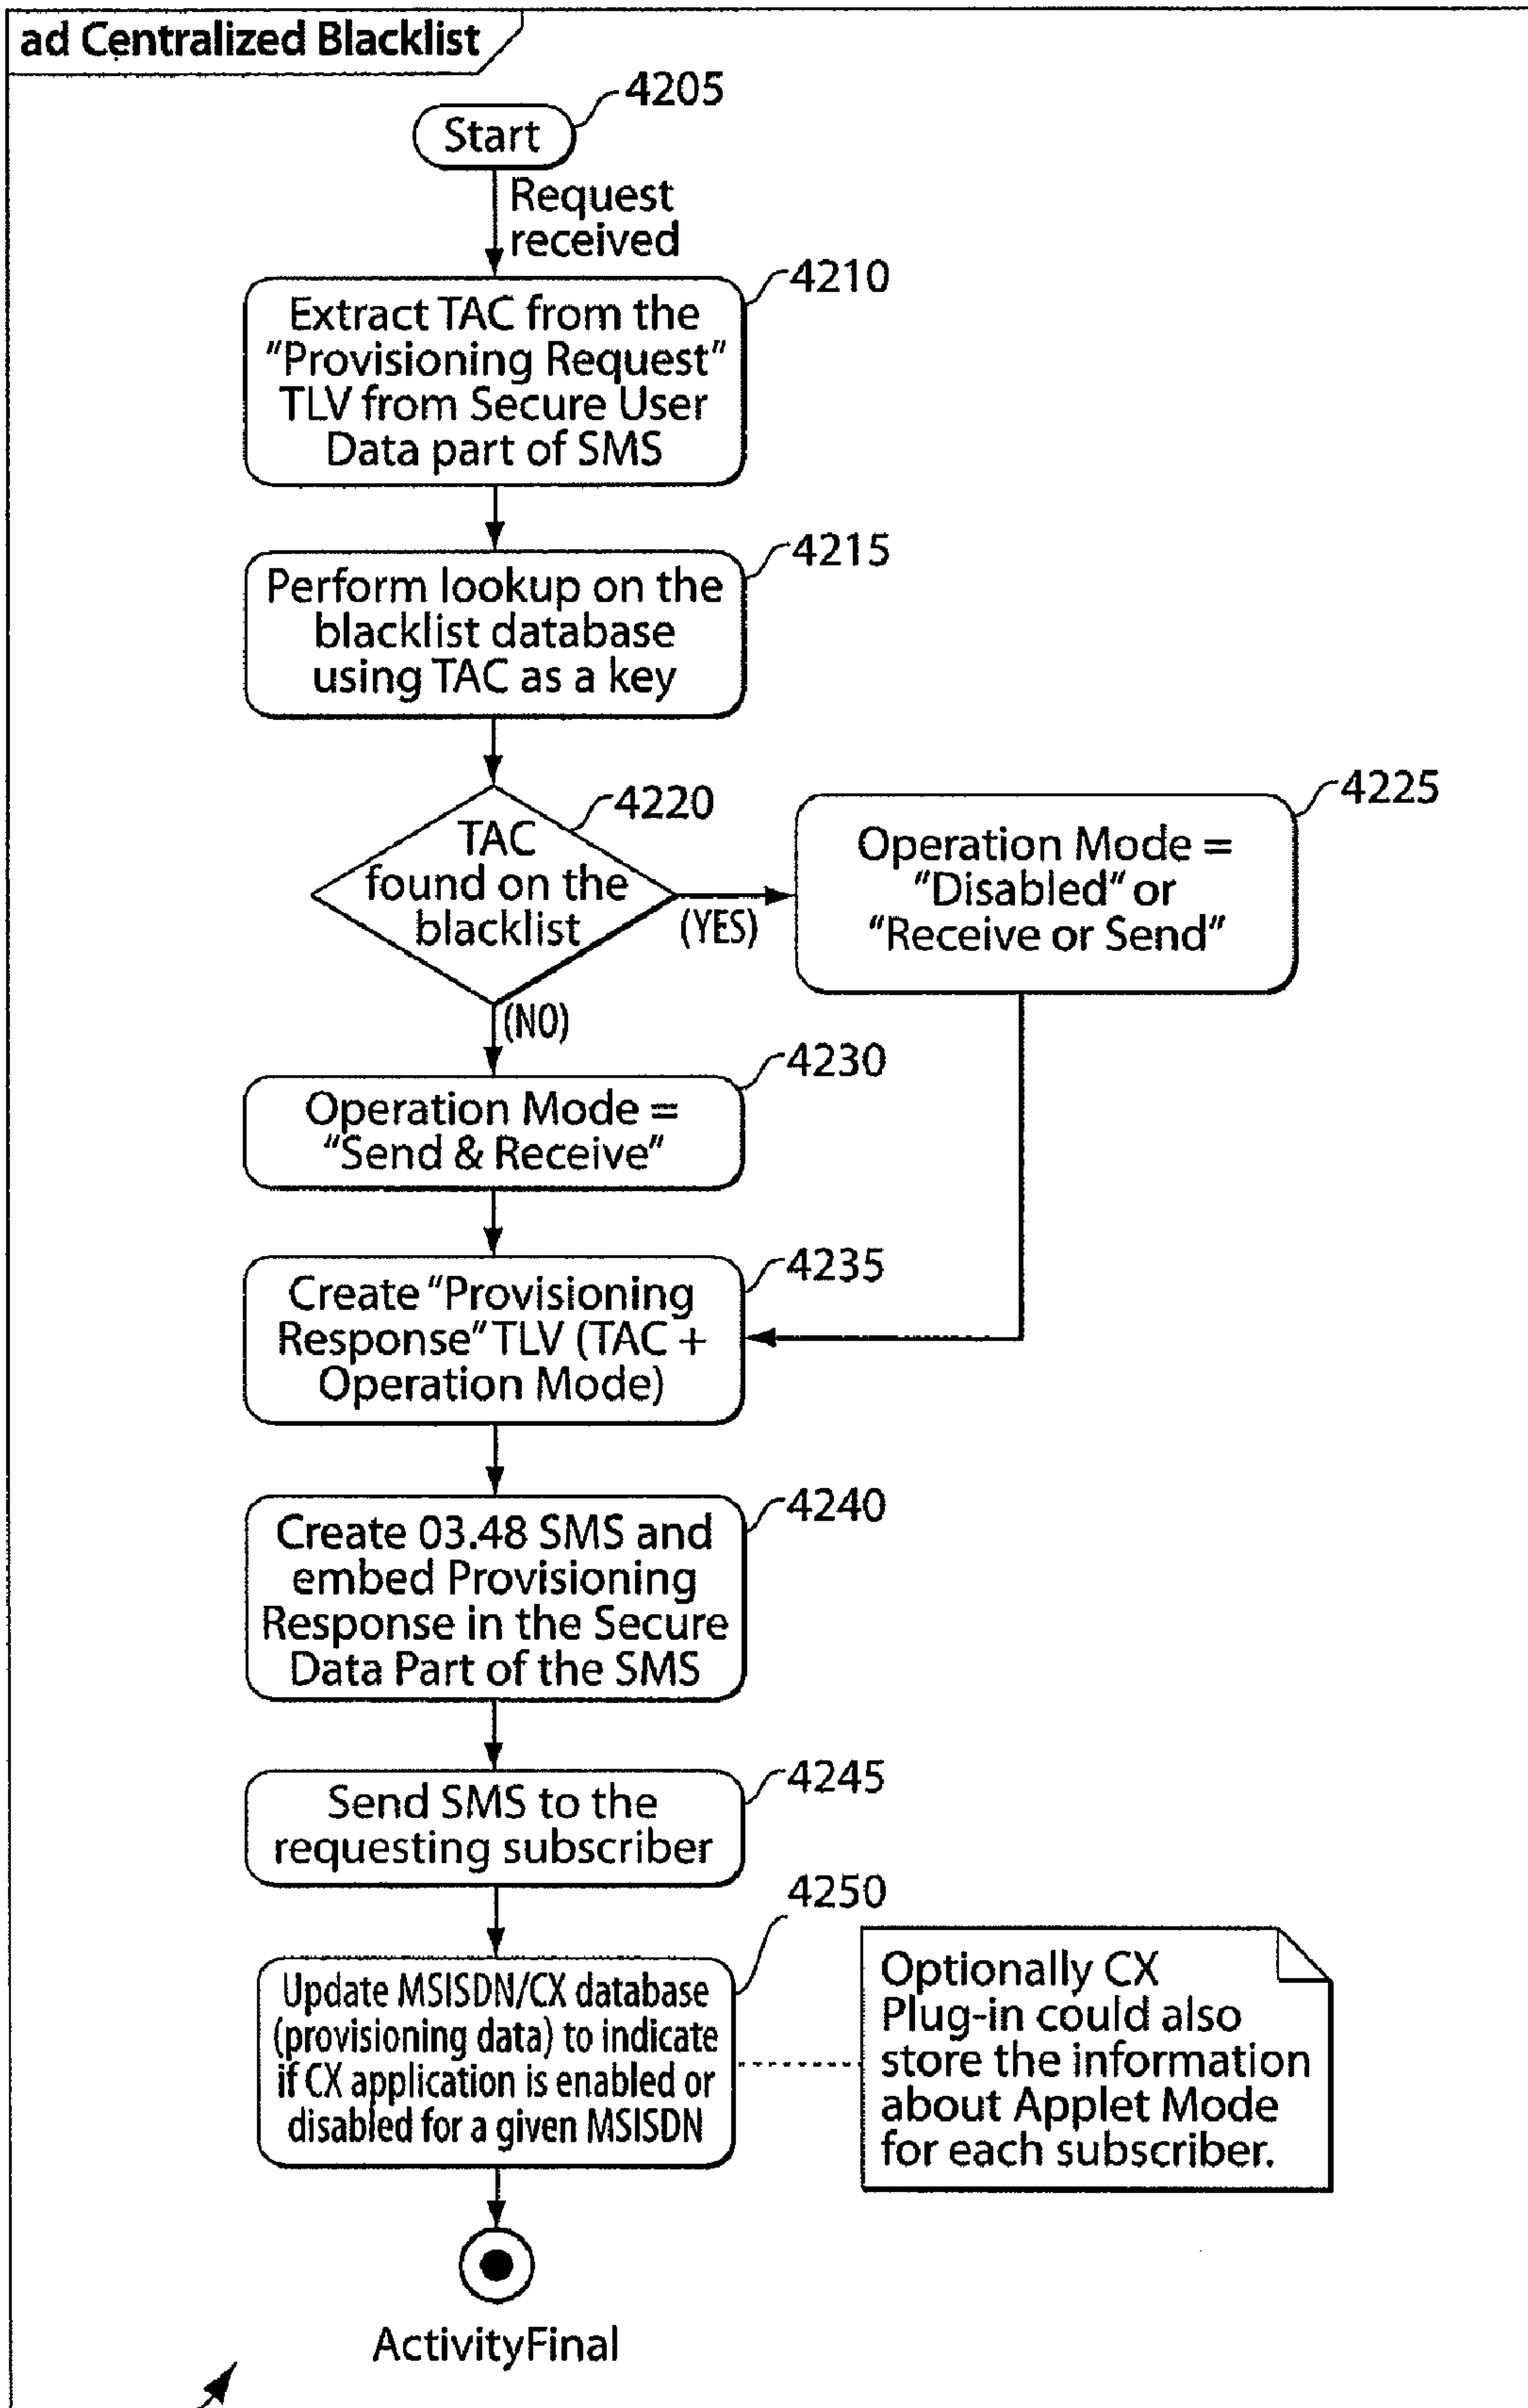 ad Centralized Blacklist
4205
Start
Request
received
4210
Extract TAC from the
"Provisioning Request"
TLV from Secure User
Data part of SMS
4215
Perform lookup on the
blacklist database
using TAC as a key
4220
TAC
found on the
blacklist
(YES)
4225
Operation Mode =
"Disabled" or
"Receive or Send"
(NO)
4230
Operation Mode =
"Send & Receive"
4235
Create "Provisioning
Response" TLV (TAC +
Operation Mode)
4240
Create 03.48 SMS and
embed Provisioning
Response in the Secure
Data Part of the SMS
4245
Send SMS to the
requesting subscriber
4250
Update MSISDN/CX database
(provisioning data) to indicate
if CX application is enabled or
disabled for a given MSISDN
Optionally CX
Plug-in could also
store the information
about Applet Mode
for each subscriber.
ActivityFinal